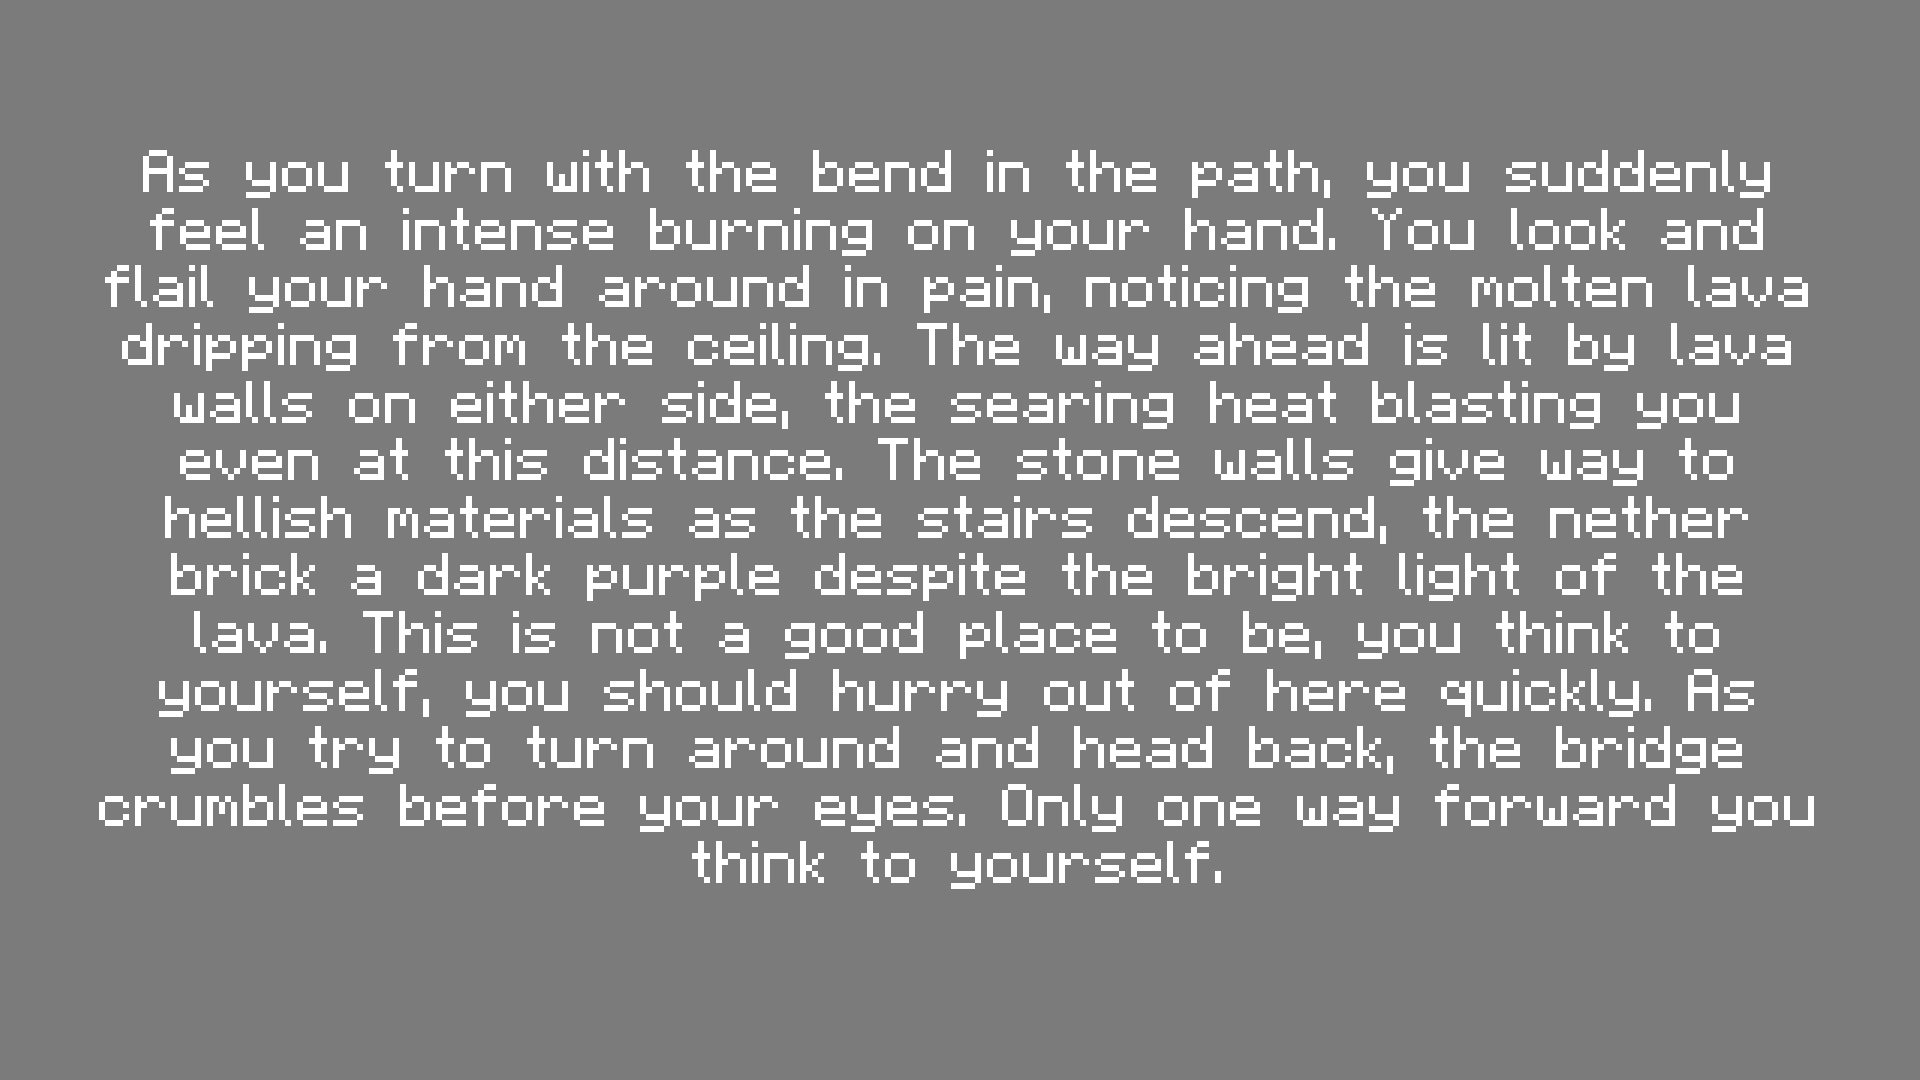 As you turn with the bend in the path, you suddenly
feel an intense burning on your hand. You look and
flail your hand around in pain, noticing the molten lava
dripping from the ceiling. The way ahead is lit by lava
walls on either side, the searing heat blasting you
even at this distance. The stone walls give way to
hellish materials as the stairs descend, the nether
brick a dark purple despite the bright light of the
lava. This is not a good place to be, you think to
yourself, you should hurry out of here quickly. As
you try to turn around and head back, the bridge
crumbles before your eyes. Only one way forward you
think to yourself.